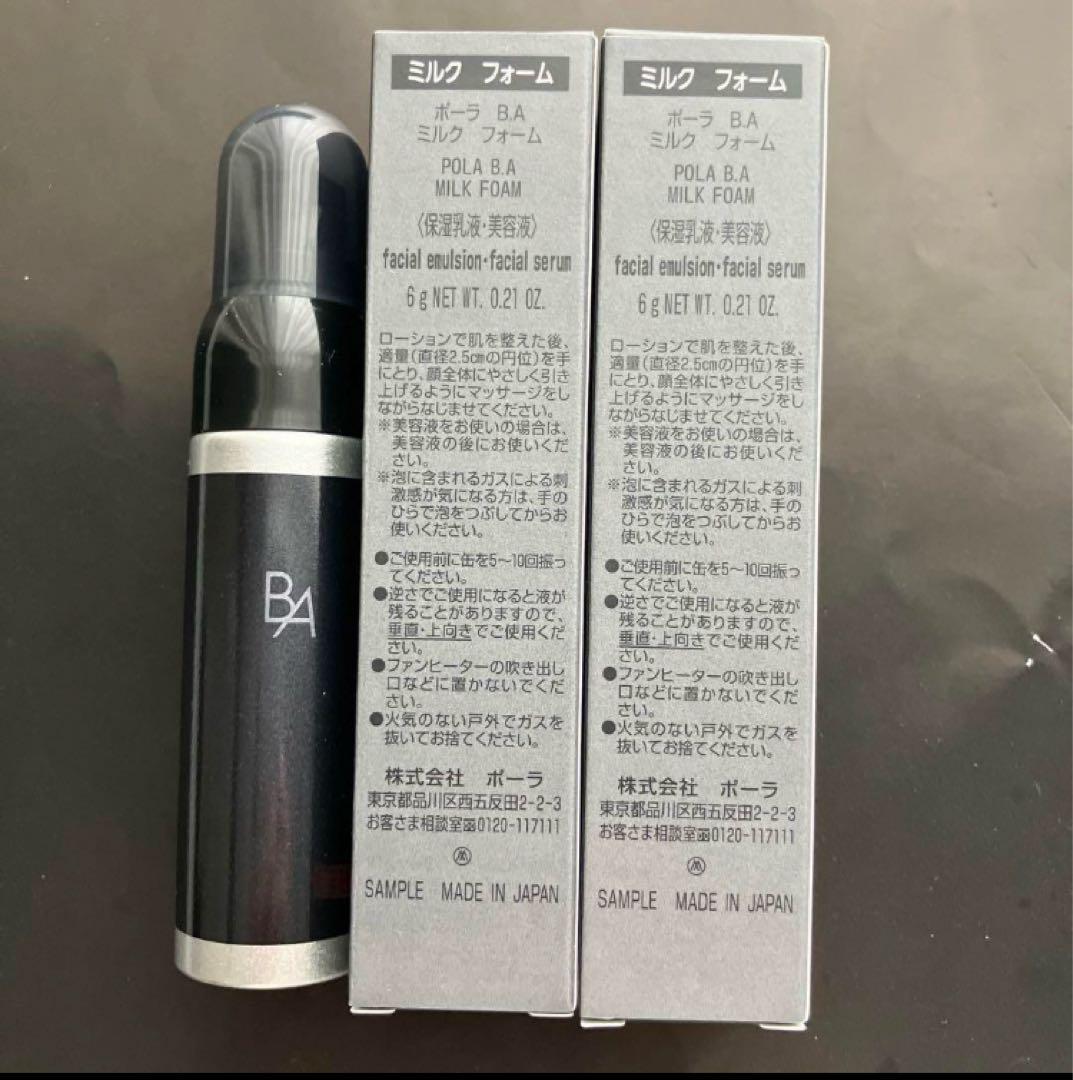 BA
ミルク フォーム
ポーラ B.A
ミルク フォーム
POLA B.A
MILK FOAM
〈保湿乳液・美容液〉
facial emulsion・facial serum
6g NET WT. 0.21 OZ.
ローションで肌を整えた後、
適量(直径2.5cmの円位)を手
にとり、顔全体にやさしく引き
上げるようにマッサージをし
ながらなじませてください。
※美容液をお使いの場合は、
美容液の後にお使いくだ
さい。
※泡に含まれるガスによる刺
激感が気になる方は、手の
ひらで泡をつぶしてからお
使いください。
●ご使用前に缶を5〜10回振っ
てください。
●逆さでご使用になると液が
残ることがありますので、
垂直・上向きでご使用くだ
さい。
●ファンヒーターの吹き出し
口などに置かないでくだ
さい。
●火気のない戸外でガスを
抜いてお捨てください。
株式会社 ポーラ
東京都品川区西五反田2-2-3
お客さま相談室0120-117111
SAMPLE MADE IN JAPAN
ミルク フォーム
ポーラ B.A
ミルク フォーム
POLA B.A
MILK FOAM
〈保湿乳液・美容液〉
facial emulsion・facial serum
6g NET WT. 0.21 OZ.
ローションで肌を整えた後、
適量(直径2.5cmの円位)を手
にとり、顔全体にやさしく引き
上げるようにマッサージをし
ながらなじませてください。
※美容液をお使いの場合は、
美容液の後にお使いくだ
さい。
※泡に含まれるガスによる刺
激感が気になる方は、手の
ひらで泡をつぶしてからお
使いください。
●ご使用前に缶を5〜10回振っ
てください。
●逆さでご使用になると液が
残ることがありますので、
垂直・上向きでご使用くだ
さい。
●ファンヒーターの吹き出し
口などに置かないでくだ
さい。
●火気のない戸外でガスを
抜いてお捨てください。
株式会社 ポーラ
東京都品川区西五反田2-2-3
お客さま相談室0120-117111
SAMPLE MADE IN JAPAN